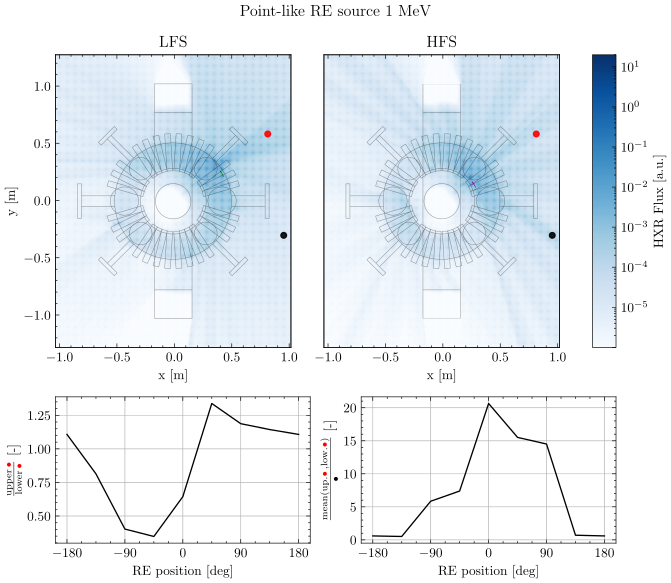 Point-like RE source 1 MeV
LFS
HFS
y [m]
1.0
0.5
0.0
−0.5
−1.0
−1.0 −0.5 0.0 0.5 1.0
x [m]
−1.0 −0.5 0.0 0.5 1.0
x [m]
10^1
10^0
10^−1
10^−2
10^−3
10^−4
10^−5
HXR Flux [a.u.]
upper ●
lower ●
[-]
1.25
1.00
0.75
0.50
−180 −90 0 90 180
RE position [deg]
mean(up.●,low.●)
●
[-]
20
15
10
5
0
−180 −90 0 90 180
RE position [deg]